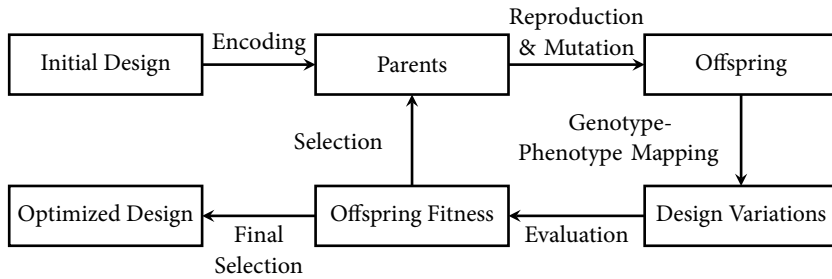 Initial Design
Encoding
Parents
Reproduction
& Mutation
Offspring
Selection
Genotype-
Phenotype Mapping
Optimized Design
Final
Selection
Offspring Fitness
Evaluation
Design Variations